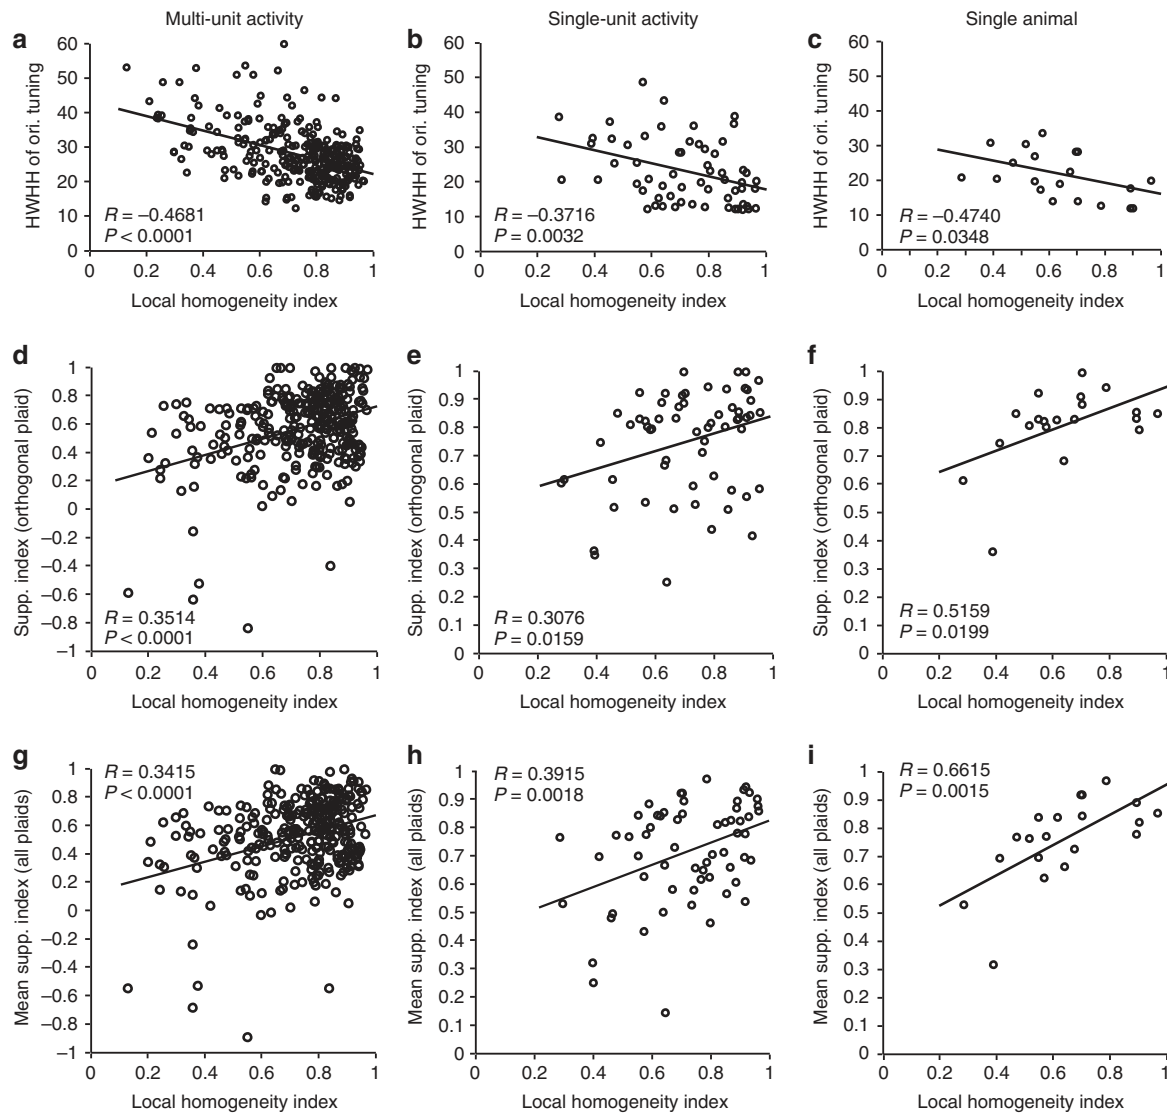 Multi-unit activity
Single-unit activity
Single animal
a
60
50
40
30
20
10
0
HWHH of ori. tuning
R = –0.4681
P < 0.0001
0 0.2 0.4 0.6 0.8 1
Local homogeneity index
b
60
50
40
30
20
10
0
HWHH of ori. tuning
R = –0.3716
P = 0.0032
0 0.2 0.4 0.6 0.8 1
Local homogeneity index
c
60
50
40
30
20
10
0
HWHH of ori. tuning
R = –0.4740
P = 0.0348
0 0.2 0.4 0.6 0.8 1
Local homogeneity index
d
1
0.8
0.6
0.4
0.2
0
–0.2
–0.4
–0.6
–0.8
–1
Supp. index (orthogonal plaid)
R = 0.3514
P < 0.0001
0 0.2 0.4 0.6 0.8 1
Local homogeneity index
e
1
0.9
0.8
0.7
0.6
0.5
0.4
0.3
0.2
0.1
0
Supp. index (orthogonal plaid)
R = 0.3076
P = 0.0159
0 0.2 0.4 0.6 0.8 1
Local homogeneity index
f
1
0.9
0.8
0.7
0.6
0.5
0.4
0.3
0.2
0.1
0
Supp. index (orthogonal plaid)
R = 0.5159
P = 0.0199
0 0.2 0.4 0.6 0.8 1
Local homogeneity index
g
1
0.8
0.6
0.4
0.2
0
–0.2
–0.4
–0.6
–0.8
–1
Mean supp. index (all plaids)
R = 0.3415
P < 0.0001
0 0.2 0.4 0.6 0.8 1
Local homogeneity index
h
1
0.9
0.8
0.7
0.6
0.5
0.4
0.3
0.2
0.1
0
Mean supp. index (all plaids)
R = 0.3915
P = 0.0018
0 0.2 0.4 0.6 0.8 1
Local homogeneity index
i
1
0.9
0.8
0.7
0.6
0.5
0.4
0.3
0.2
0.1
0
Mean supp. index (all plaids)
R = 0.6615
P = 0.0015
0 0.2 0.4 0.6 0.8 1
Local homogeneity index